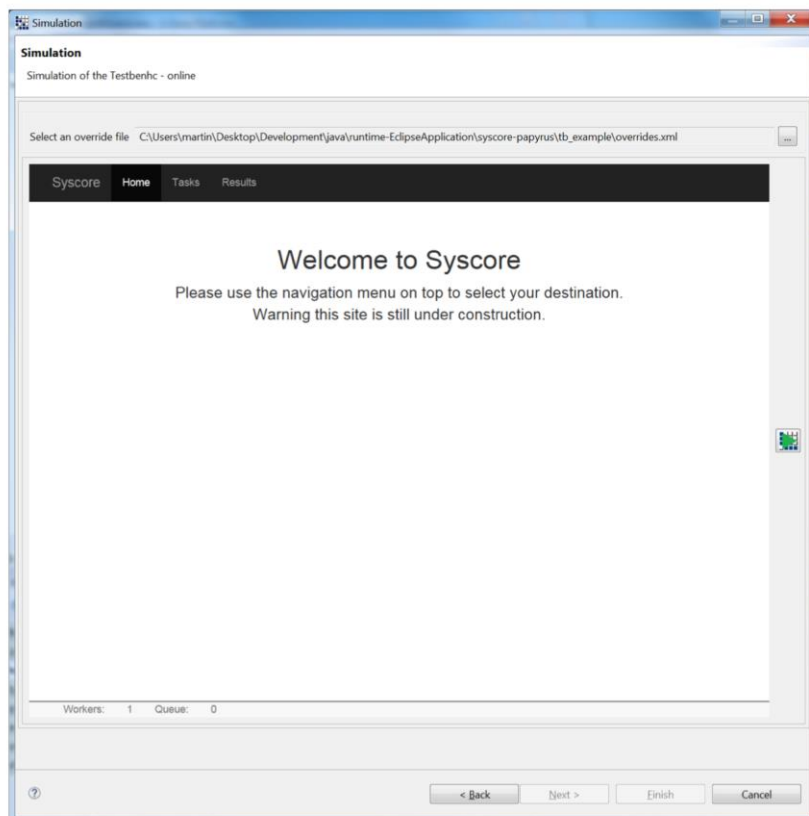 Simulation
Simulation
Simulation of the Testbenhc - online
Select an override file C:\Users\martin\Desktop\Development\java\runtime-EclipseApplication\syscore-papyrus\tb_example\overrides.xml ...
Syscore Home Tasks Results
Welcome to Syscore
Please use the navigation menu on top to select your destination.
Warning this site is still under construction.
Workers: 1 Queue: 0
? < Back Next > Finish Cancel